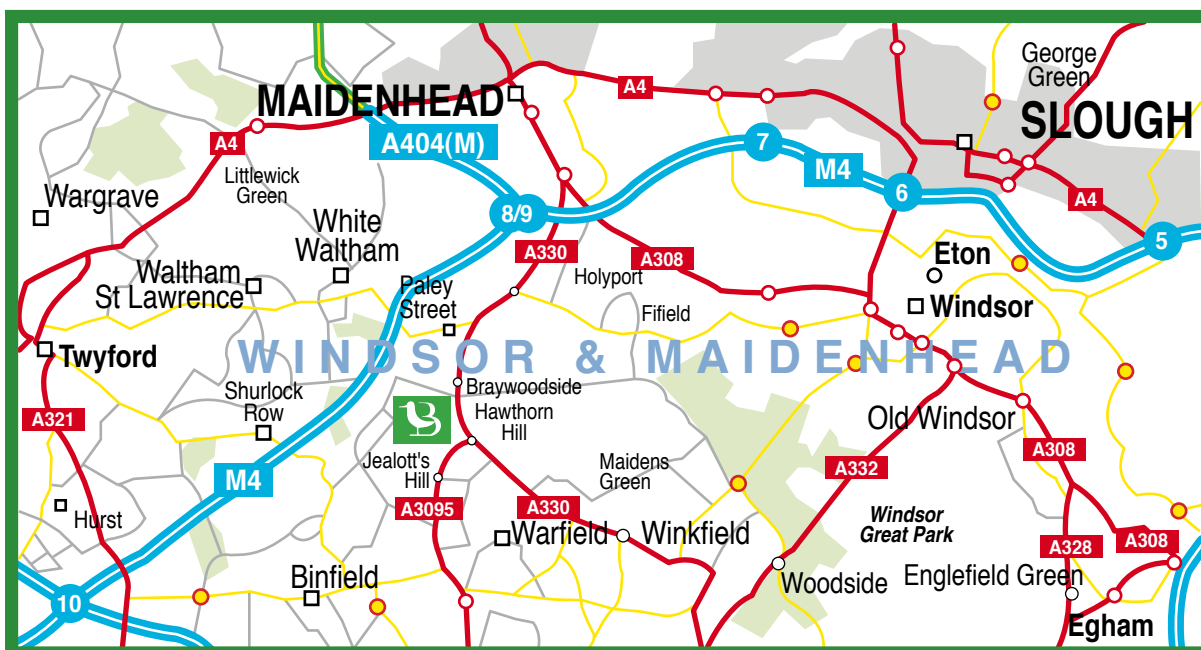 George
Green
MAIDENHEAD
A4
SLOUGH
A4
A404(M)
7
M4
6
Littlewick
Green
Wargrave
A4
8/9
White
Waltham
5
A330
A308
Eton
Holyport
Waltham
St Lawrence
Paley
Street
Windsor
Fifield
Twyford
WINDSOR & MAIDENHEAD
Braywoodside
Shurlock
Row
B
Hawthorn
Hill
Old Windsor
A321
A308
Jealott's
Hill
Maidens
Green
A332
M4
A3095
A330
Windsor
Great Park
Hurst
Warfield
Winkfield
A328
A308
Binfield
Woodside
Englefield Green
10
Egham